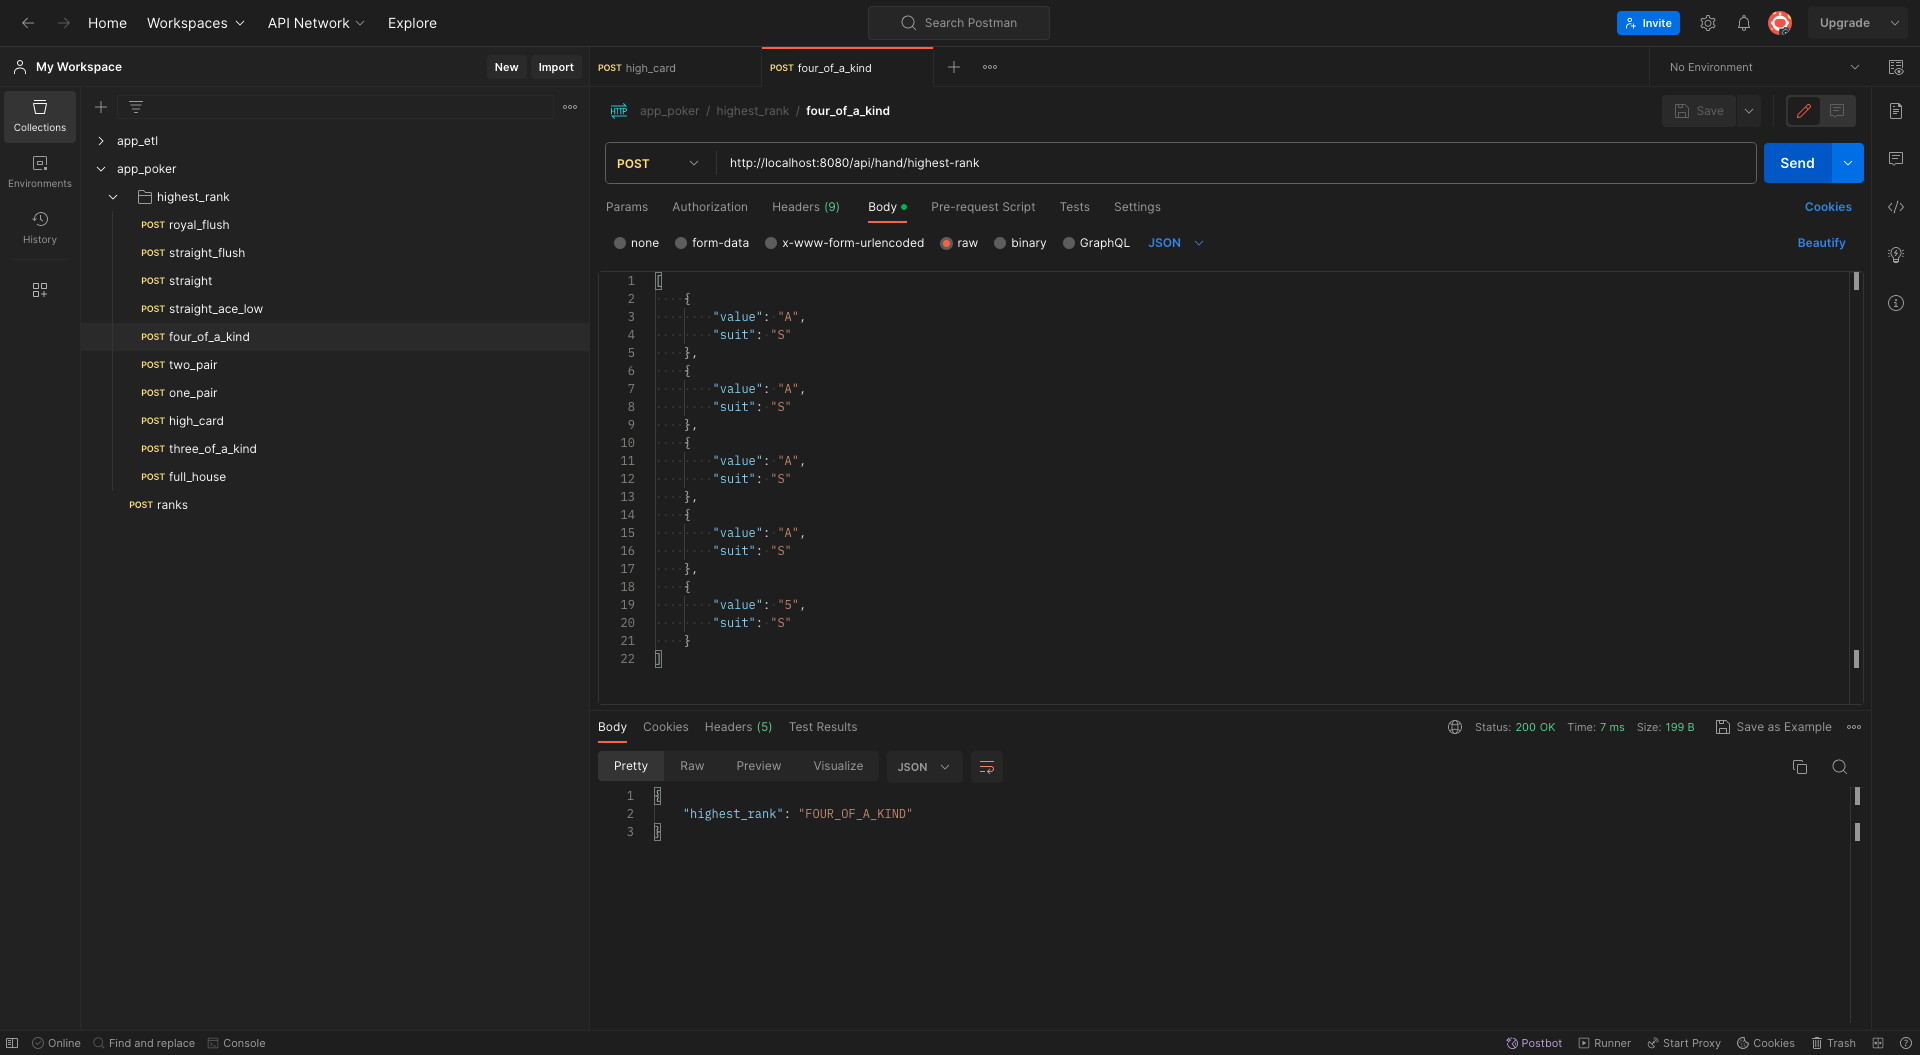 Home Workspaces API Network Explore Search Postman Invite Upgrade
My Workspace New Import
POST high_card POST four_of_a_kind No Environment
Collections
Environments
History
app_etl
app_poker
highest_rank
POST royal_flush
POST straight_flush
POST straight
POST straight_ace_low
POST four_of_a_kind
POST two_pair
POST one_pair
POST high_card
POST three_of_a_kind
POST full_house
POST ranks
HTTP app_poker / highest_rank / four_of_a_kind Save
POST http://localhost:8080/api/hand/highest-rank Send
Params Authorization Headers (9) Body Pre-request Script Tests Settings Cookies
none form-data x-www-form-urlencoded raw binary GraphQL JSON Beautify
1 [
2 {
3 "value": "A",
4 "suit": "S"
5 },
6 {
7 "value": "A",
8 "suit": "S"
9 },
10 {
11 "value": "A",
12 "suit": "S"
13 },
14 {
15 "value": "A",
16 "suit": "S"
17 },
18 {
19 "value": "5",
20 "suit": "S"
21 }
22 ]
Body Cookies Headers (5) Test Results Status: 200 OK Time: 7 ms Size: 199 B Save as Example
Pretty Raw Preview Visualize JSON
1 {
2 "highest_rank": "FOUR_OF_A_KIND"
3 }
Online Find and replace Console Postbot Runner Start Proxy Cookies Trash